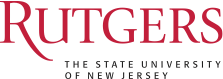 RUTGERS
THE STATE UNIVERSITY
OF NEW JERSEY